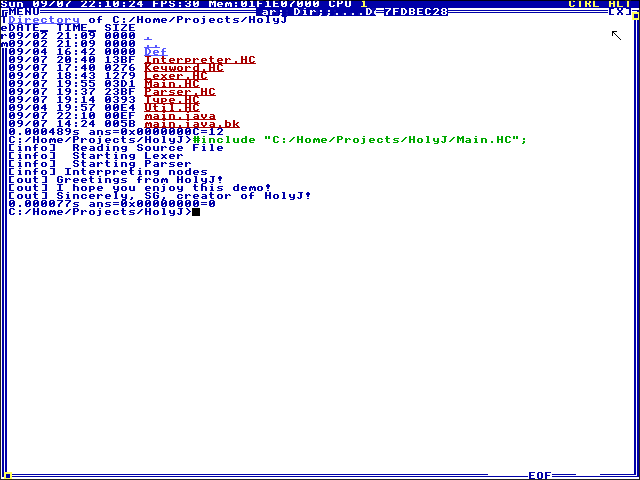 Sun 09/07 22:10:24 FPS:30 Mem:01F1E07000 CPU 1 CTRL ALT
MENU ar; Dir;;....D&=7FDBEC28 [X]
Directory of C:/Home/Projects/HolyJ
DATE_ TIME_ SIZE
09/02 21:09 0000 .
09/02 21:09 0000 ..
09/04 16:42 0000 Def
09/07 20:40 13BF Interpreter.HC
09/07 17:40 0276 Keyword.HC
09/07 18:43 1279 Lexer.HC
09/07 19:55 03D1 Main.HC
09/07 19:37 23BF Parser.HC
09/07 19:14 0393 Type.HC
09/04 19:57 00E4 Util.HC
09/07 22:10 00EF main.java
09/07 14:24 005B main.java.bk
0.000489s ans=0x0000000C=12
C:/Home/Projects/HolyJ>#include "C:/Home/Projects/HolyJ/Main.HC";
[info] Reading Source File
[info] Starting Lexer
[info] Starting Parser
[info] Interpreting nodes
[out] Greetings from HolyJ!
[out] I hope you enjoy this demo!
[out] Sincerely, SG, creator of HolyJ!
0.000077s ans=0x00000000=0
C:/Home/Projects/HolyJ>
EOF